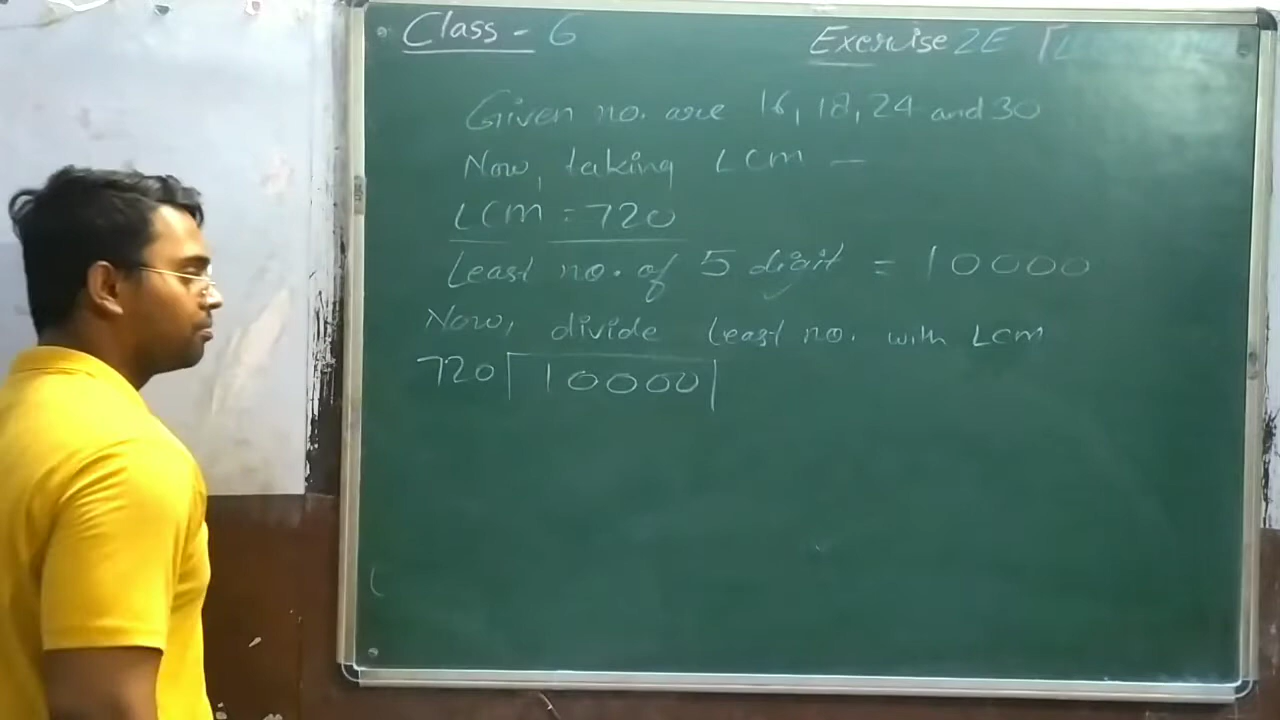 Class - 6
Exercise 2E
Given no. are 16, 18, 24 and 30
Now, taking LCM —
LCM = 720
Least no. of 5 digit = 10000
Now, divide least no. with LCM
720 10000